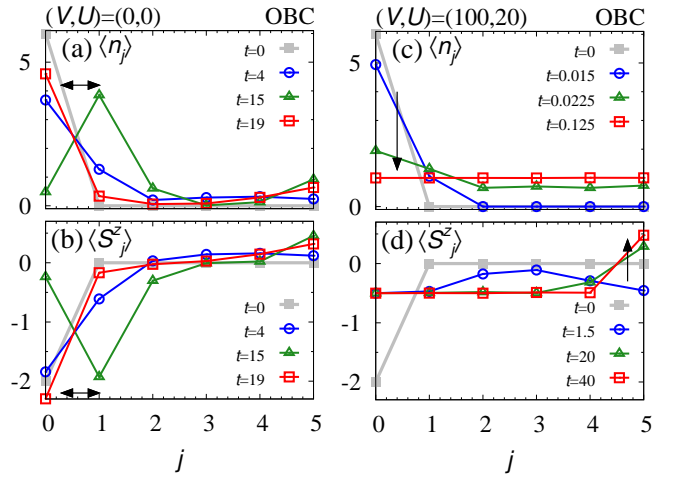 (V,U)=(0,0) OBC
(V,U)=(100,20) OBC
(a) ⟨n_j⟩
t=0
t=4
t=15
t=19
5
0
(c) ⟨n_j⟩
t=0
t=0.015
t=0.0225
t=0.125
5
0
(b) ⟨S_j^z⟩
t=0
t=4
t=15
t=19
0
-1
-2
0 1 2 3 4 5
j
(d) ⟨S_j^z⟩
t=0
t=1.5
t=20
t=40
0
-1
-2
0 1 2 3 4 5
j